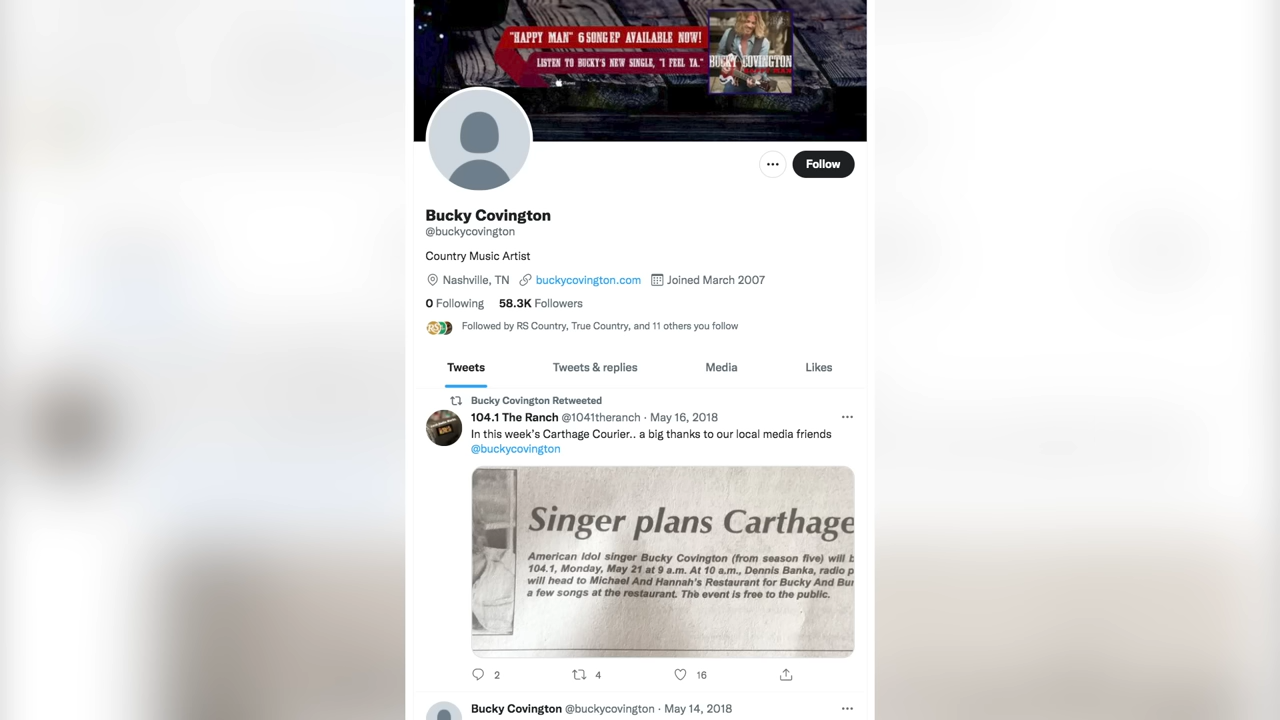 "HAPPY MAN" 6 SONG EP AVAILABLE NOW!
LISTEN TO BUCKY'S NEW SINGLE, "I FEEL YA."
iTunes
BUCKY COVINGTON
HAPPY MAN
Follow
Bucky Covington
@buckycovington
Country Music Artist
Nashville, TN buckycovington.com Joined March 2007
0 Following 58.3K Followers
Followed by RS Country, True Country, and 11 others you follow
Tweets Tweets & replies Media Likes
Bucky Covington Retweeted
104.1 The Ranch @1041theranch · May 16, 2018
In this week's Carthage Courier.. a big thanks to our local media friends
@buckycovington
Singer plans Carthage
American Idol singer Bucky Covington (from season five) will b
104.1, Monday, May 21 at 9 a.m. At 10 a.m., Dennis Banka, radio p
will head to Michael And Hannah's Restaurant for Bucky And Bur
a few songs at the restaurant. The event is free to the public.
2 4 16
Bucky Covington @buckycovington · May 14, 2018